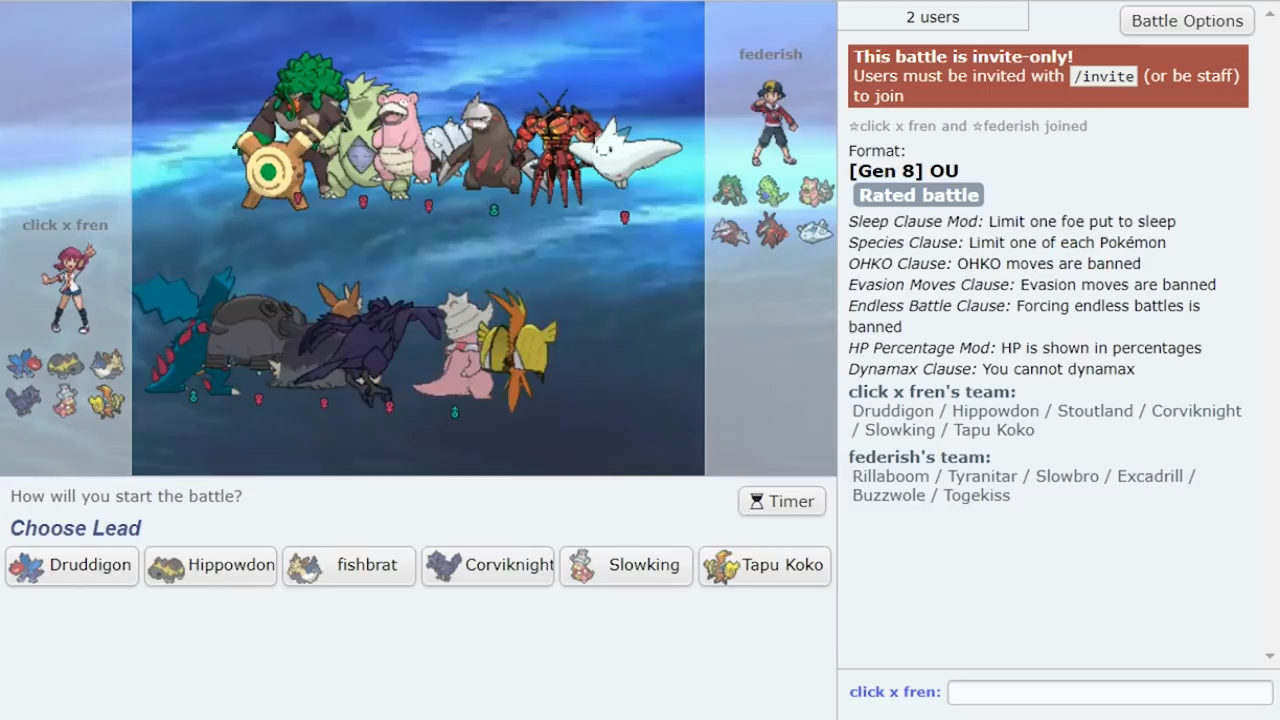 click x fren
federish
How will you start the battle?
Timer
Choose Lead
Druddigon
Hippowdon
fishbrat
Corviknight
Slowking
Tapu Koko
2 users
Battle Options
This battle is invite-only!
Users must be invited with /invite (or be staff)
to join
☆click x fren and ☆federish joined
Format:
[Gen 8] OU
Rated battle
Sleep Clause Mod: Limit one foe put to sleep
Species Clause: Limit one of each Pokémon
OHKO Clause: OHKO moves are banned
Evasion Moves Clause: Evasion moves are banned
Endless Battle Clause: Forcing endless battles is
banned
HP Percentage Mod: HP is shown in percentages
Dynamax Clause: You cannot dynamax
click x fren's team:
Druddigon / Hippowdon / Stoutland / Corviknight
/ Slowking / Tapu Koko
federish's team:
Rillaboom / Tyranitar / Slowbro / Excadrill /
Buzzwole / Togekiss
click x fren: